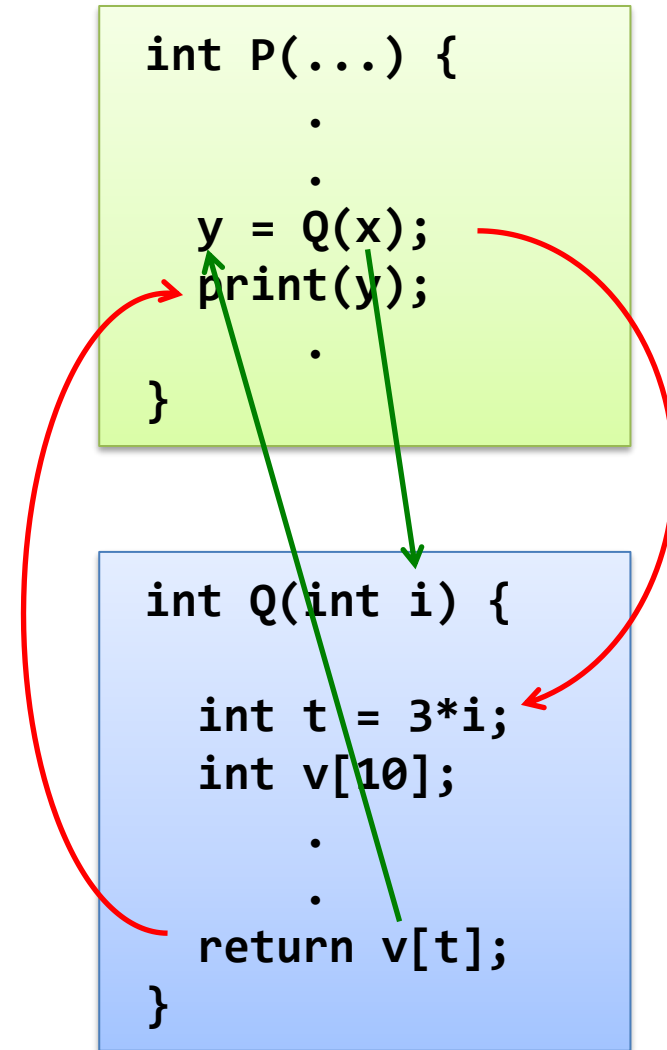 int P(...) {
.
.
y = Q(x);
print(y);
.
}
int Q(int i) {
int t = 3*i;
int v[10];
.
.
return v[t];
}